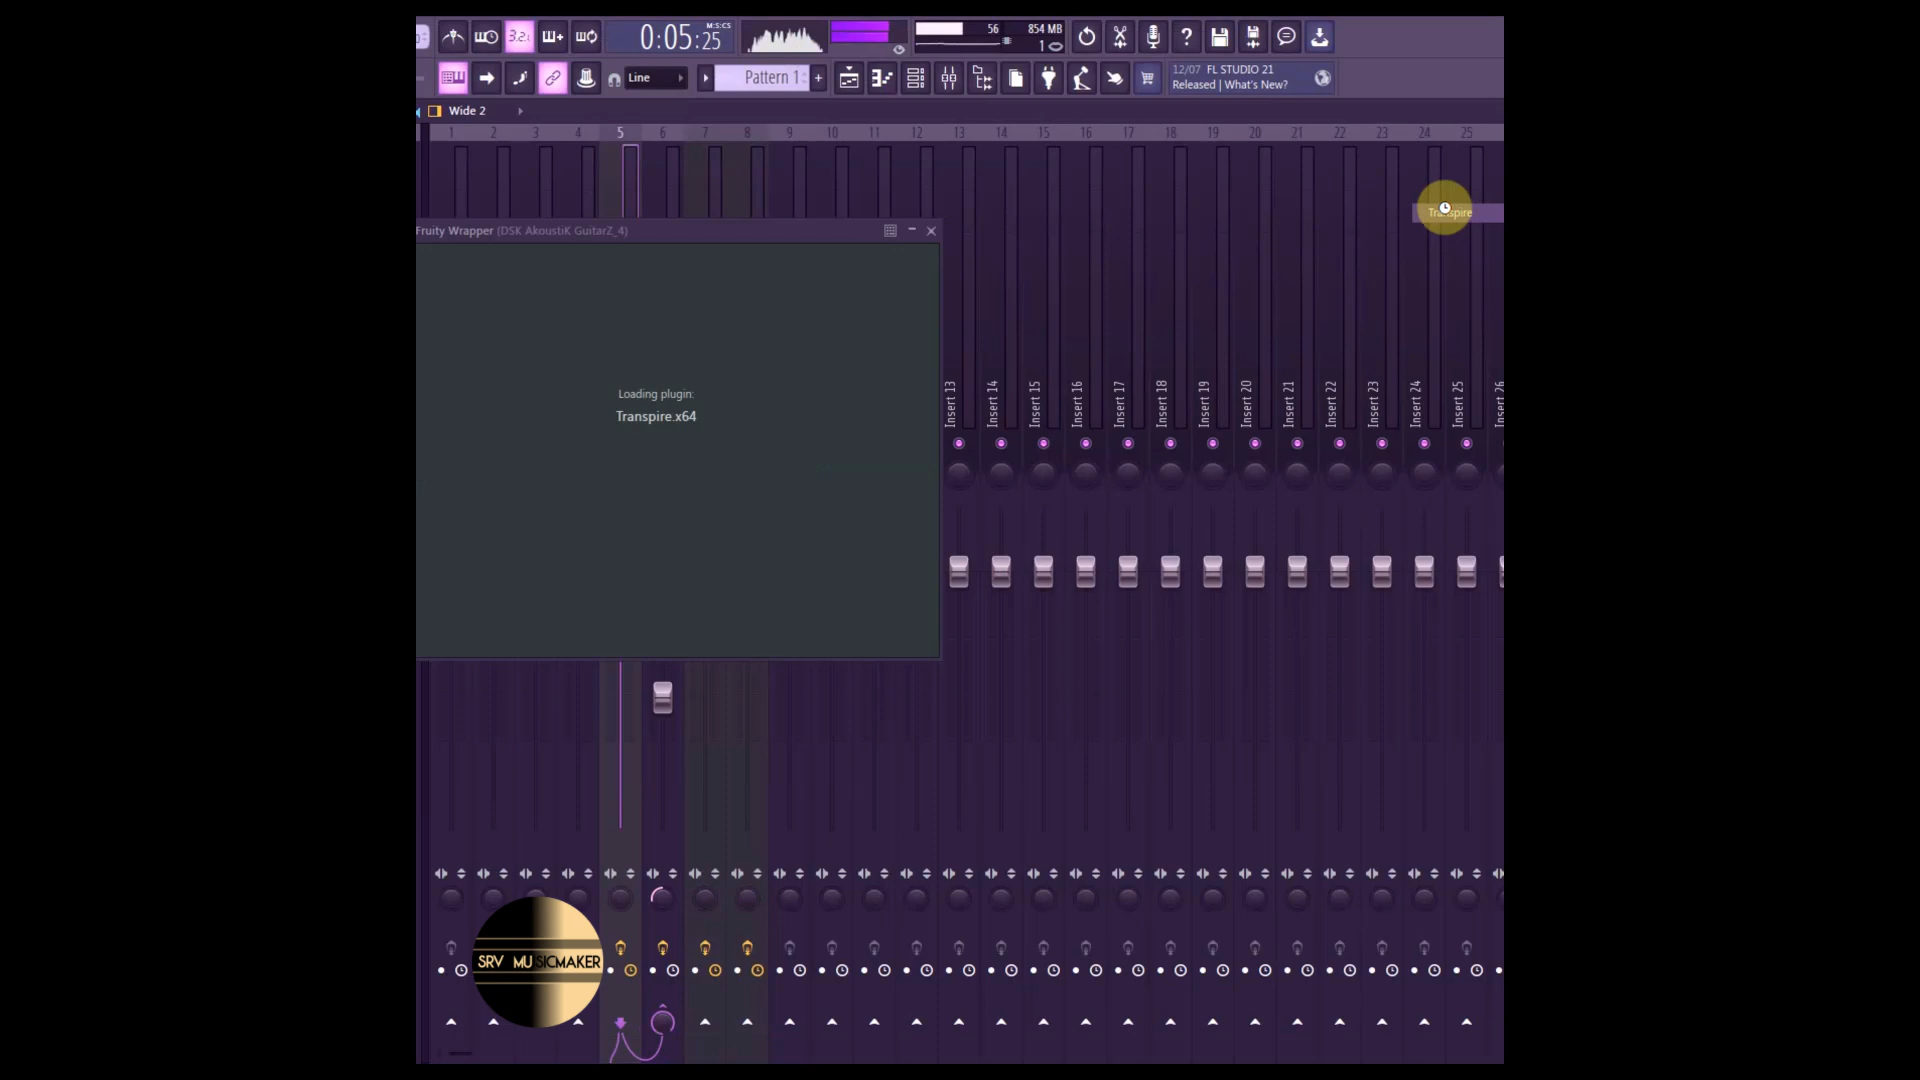 3.2.
0:05:25
M:S:CS
56
854 MB
1
Line
Pattern 1
+
12/07 FL STUDIO 21
Released | What's New?
Wide 2
1 2 3 4 5 6 7 8 9 10 11 12 13 14 15 16 17 18 19 20 21 22 23 24 25
Transpire
Fruity Wrapper (DSK AkoustiK GuitarZ_4)
Loading plugin:
Transpire.x64
Insert 13
Insert 14
Insert 15
Insert 16
Insert 17
Insert 18
Insert 19
Insert 20
Insert 21
Insert 22
Insert 23
Insert 24
Insert 25
SRV MUSICMAKER